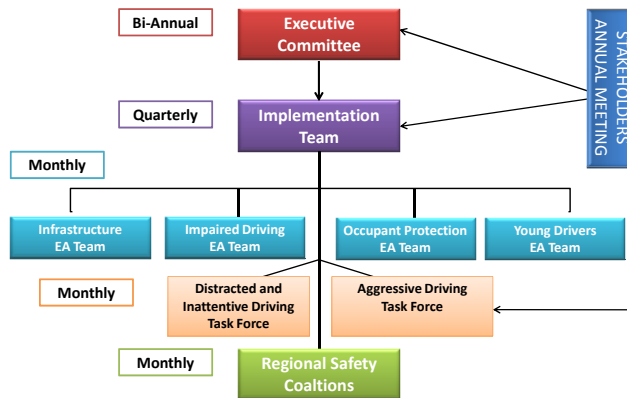 Bi-Annual
Executive
Committee
STAKEHOLDERS
ANNUAL MEETING
Quarterly
Implementation
Team
Monthly
Infrastructure
EA Team
Impaired Driving
EA Team
Occupant Protection
EA Team
Young Drivers
EA Team
Monthly
Distracted and
Inattentive Driving
Task Force
Aggressive Driving
Task Force
Monthly
Regional Safety
Coaltions